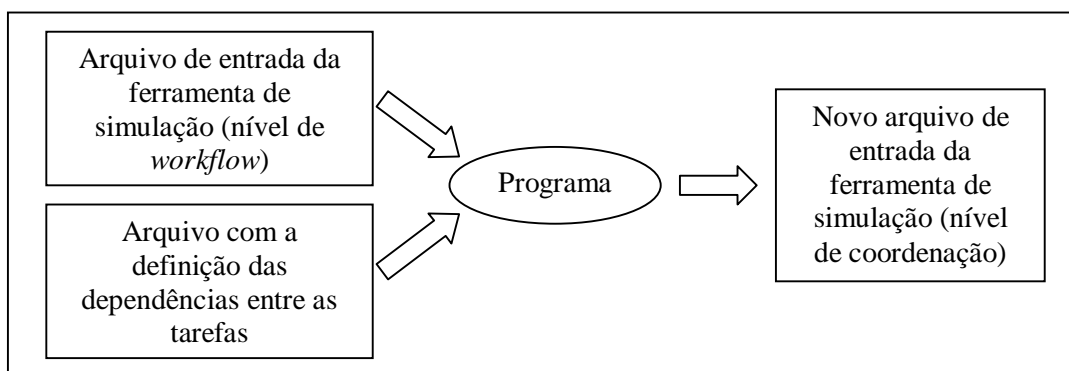 Arquivo de entrada da
ferramenta de
simulação (nível de
workflow)
Arquivo com a
definição das
dependências entre as
tarefas
Programa
Novo arquivo de
entrada da
ferramenta de
simulação (nível
de coordenação)